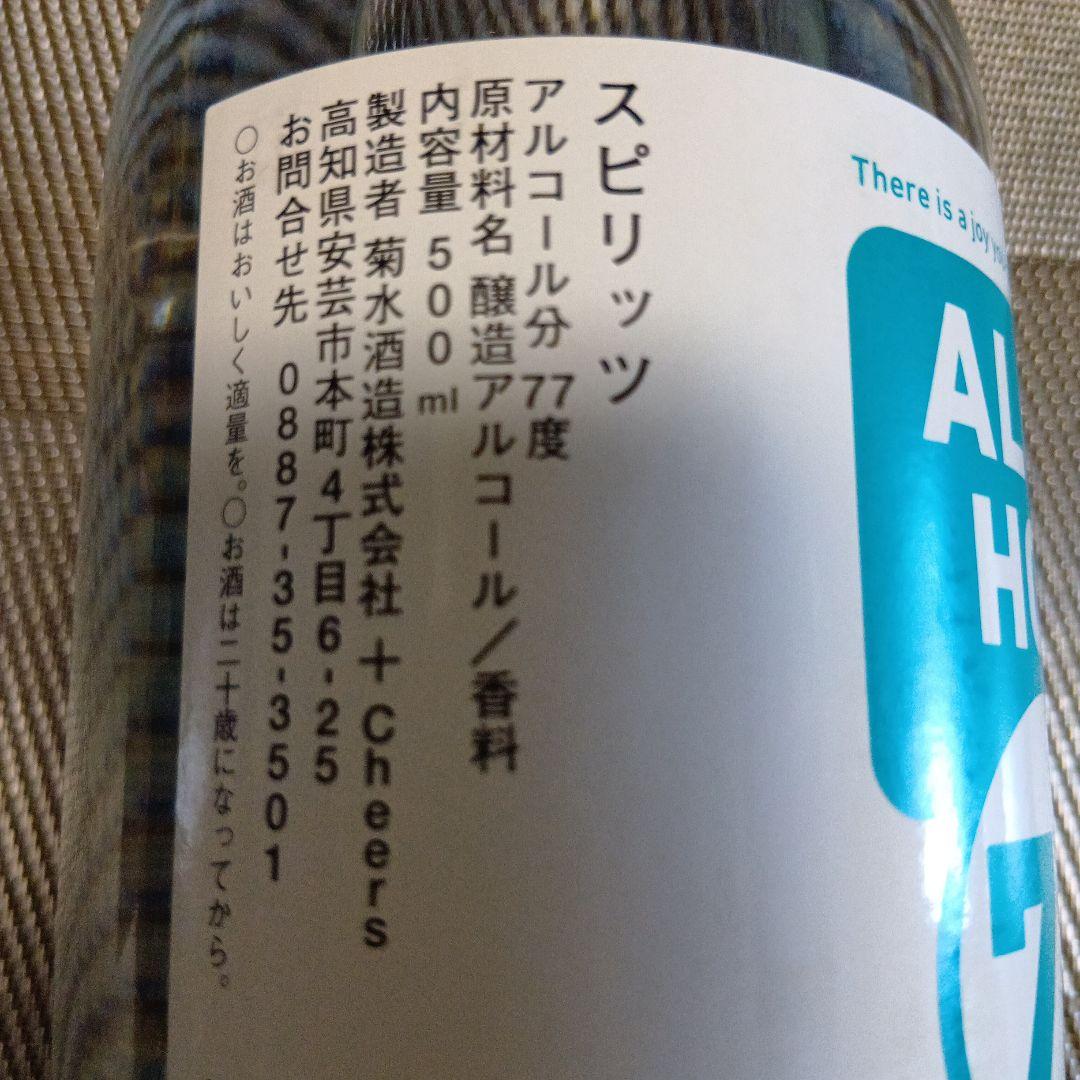 スピリッツ
アルコール分 77度
原材料名 醸造アルコール／香料
内容量 500ml
製造者 菊水酒造株式会社＋Cheers
高知県安芸市本町4丁目6-25
お問合せ先 0887-35-3501
○お酒はおいしく適量を。○お酒は二十歳になってから。
There is a joy
AL
HO
7